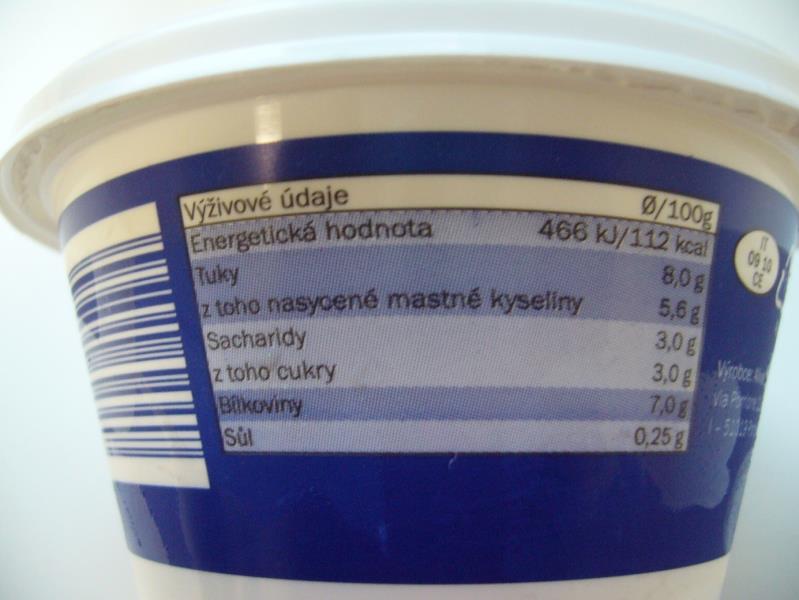 Výživové údaje Ø/100g
Energetická hodnota 466 kJ/112 kcal
Tuky 8,0 g
z toho nasycené mastné kyseliny 5,6 g
Sacharidy 3,0 g
z toho cukry 3,0 g
Bílkoviny 7,0 g
Sůl 0,25 g
IT
09 10
CE
Výrobce:
Via